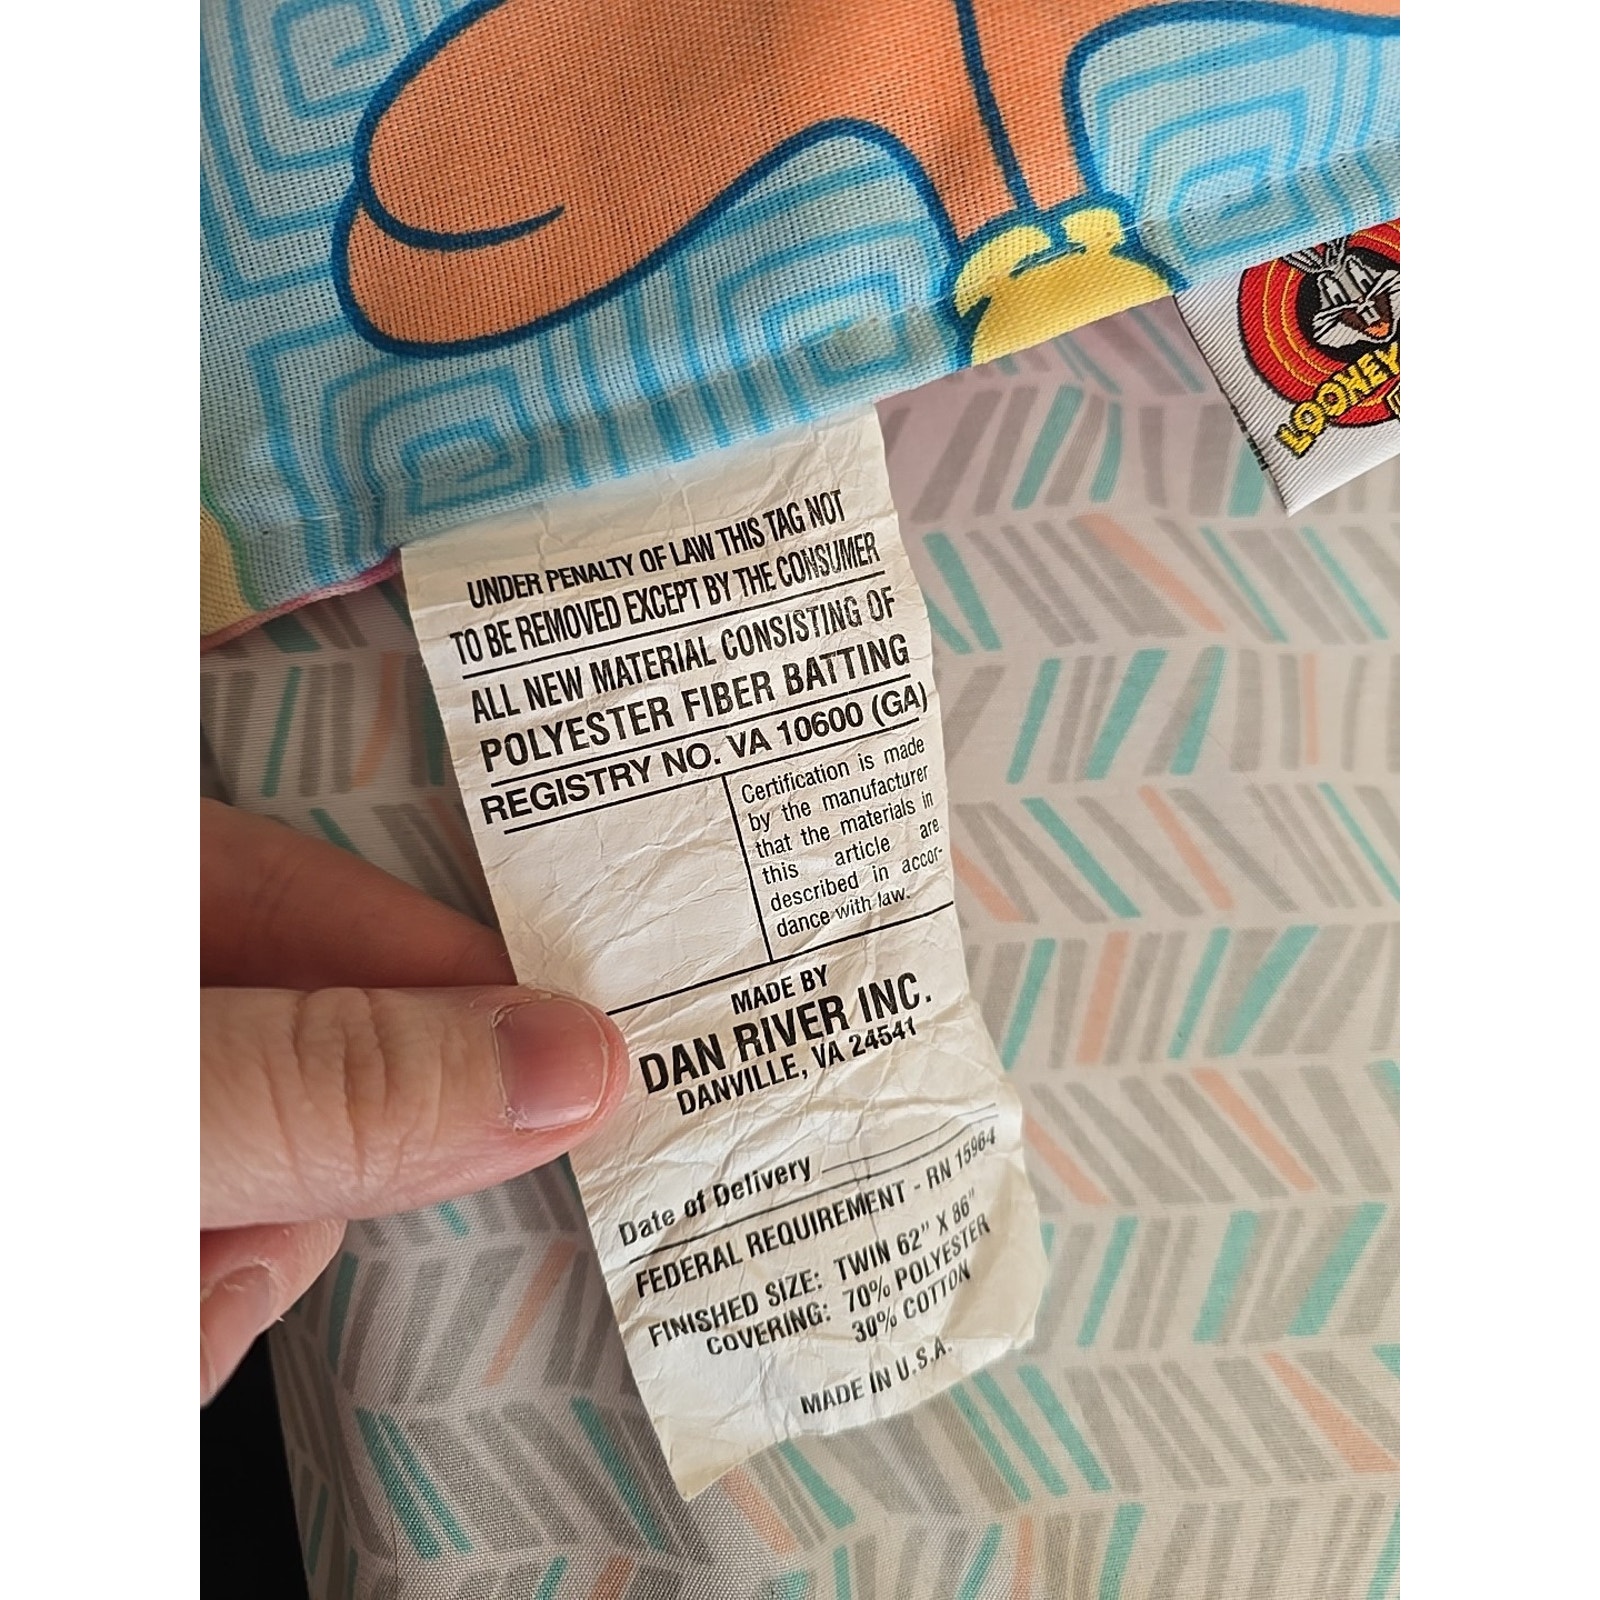 LOONEY
UNDER PENALTY OF LAW THIS TAG NOT
TO BE REMOVED EXCEPT BY THE CONSUMER
ALL NEW MATERIAL CONSISTING OF
POLYESTER FIBER BATTING
REGISTRY NO. VA 10600 (GA)
Certification is made
by the manufacturer
that the materials in
this article are
described in accor-
dance with law.
MADE BY
DAN RIVER INC.
DANVILLE, VA 24541
Date of Delivery
FEDERAL REQUIREMENT - RN 15964
FINISHED SIZE: TWIN 62" X 86"
COVERING: 70% POLYESTER
30% COTTON
MADE IN U.S.A.